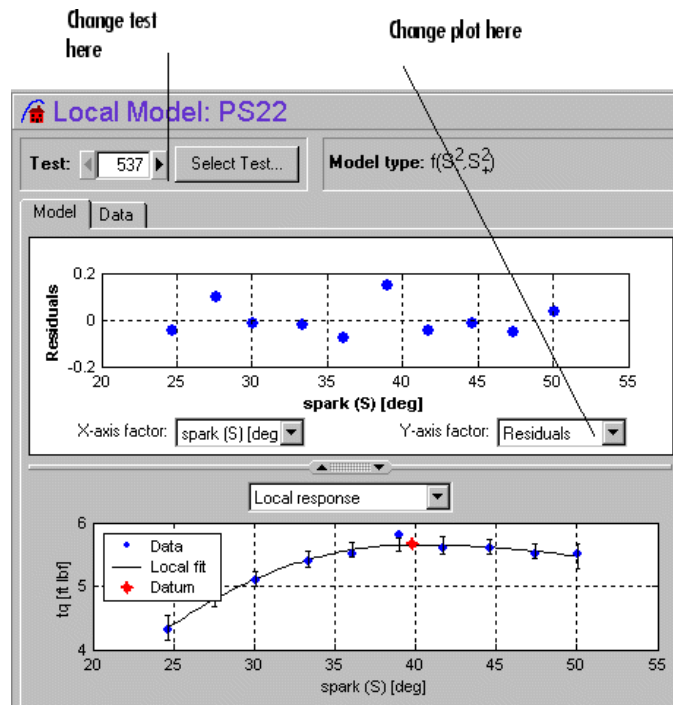 Change test
here
Change plot here
Local Model: PS22
Test: 537 Select Test... Model type:
Model Data
0.2
0
-0.2
Residuals
20 25 30 35 40 45 50 55
spark (S) [deg]
X-axis factor: spark (S) [deg Y-axis factor: Residuals
Local response
6
5
4
tq [ft lbf]
Data
Local fit
Datum
20 25 30 35 40 45 50 55
spark (S) [deg]